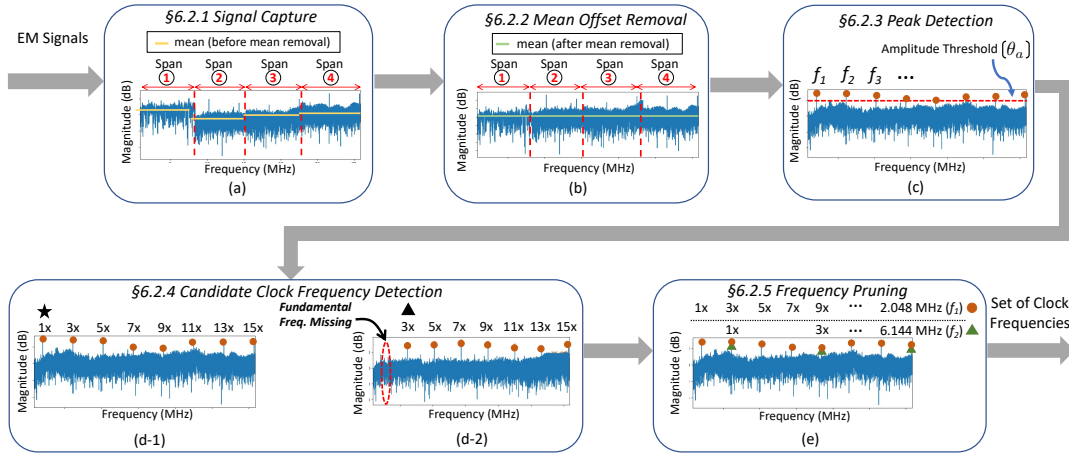 EM Signals
§6.2.1 Signal Capture
mean (before mean removal)
Span Span Span Span
1 2 3 4
Magnitude (dB)
Frequency (MHz)
(a)
§6.2.2 Mean Offset Removal
mean (after mean removal)
Span Span Span Span
1 2 3 4
Magnitude (dB)
Frequency (MHz)
(b)
§6.2.3 Peak Detection
Amplitude Threshold (θa)
f1 f2 f3 ...
Magnitude (dB)
Frequency (MHz)
(c)
§6.2.4 Candidate Clock Frequency Detection
1x 3x 5x 7x 9x 11x 13x 15x
Magnitude (dB)
Frequency (MHz)
(d-1)
Fundamental
Freq. Missing
3x 5x 7x 9x 11x 13x 15x
Magnitude (dB)
Frequency (MHz)
(d-2)
§6.2.5 Frequency Pruning
1x 3x 5x 7x 9x ... 2.048 MHz (f1)
1x 3x ... 6.144 MHz (f2)
Magnitude (dB)
Frequency (MHz)
(e)
Set of Clock
Frequencies